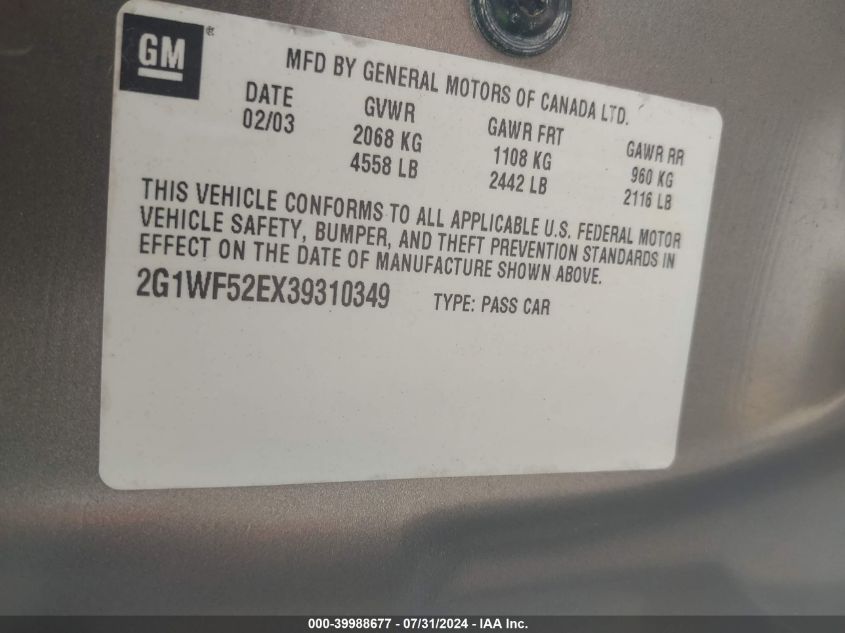 GM ®
MFD BY GENERAL MOTORS OF CANADA LTD.
DATE GVWR GAWR FRT GAWR RR
02/03 2068 KG 1108 KG 960 KG
4558 LB 2442 LB 2116 LB
THIS VEHICLE CONFORMS TO ALL APPLICABLE U.S. FEDERAL MOTOR
VEHICLE SAFETY, BUMPER, AND THEFT PREVENTION STANDARDS IN
EFFECT ON THE DATE OF MANUFACTURE SHOWN ABOVE.
2G1WF52EX39310349 TYPE: PASS CAR
000-39988677 / 07/31/2024 - IAA Inc.